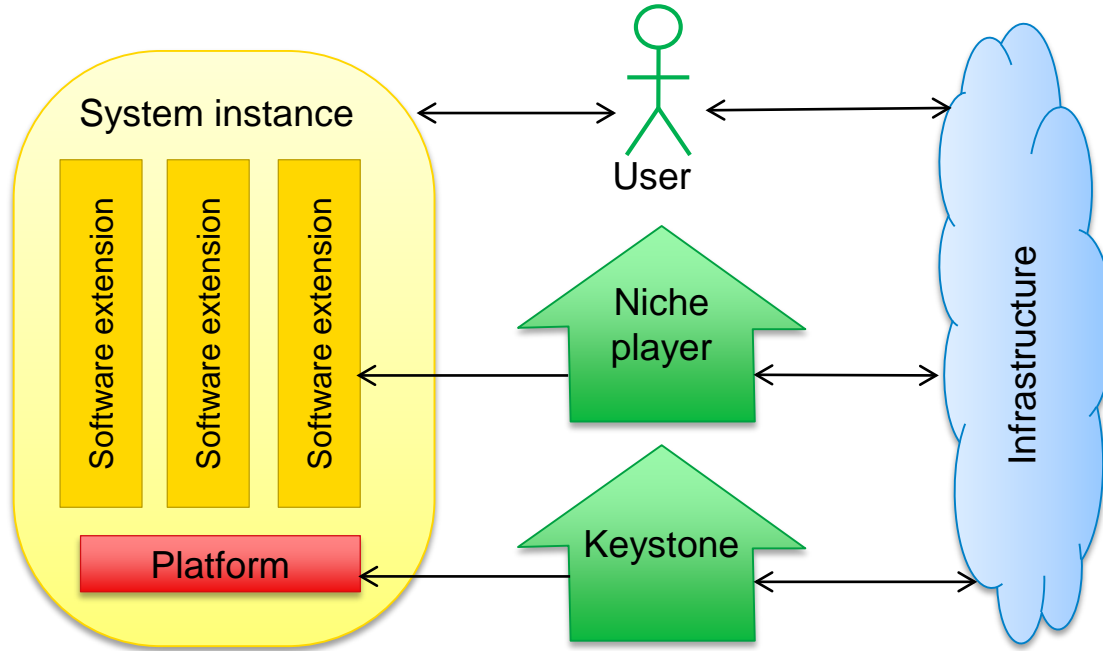 System instance
Software extension
Software extension
Software extension
Platform
User
Niche
player
Keystone
Infrastructure